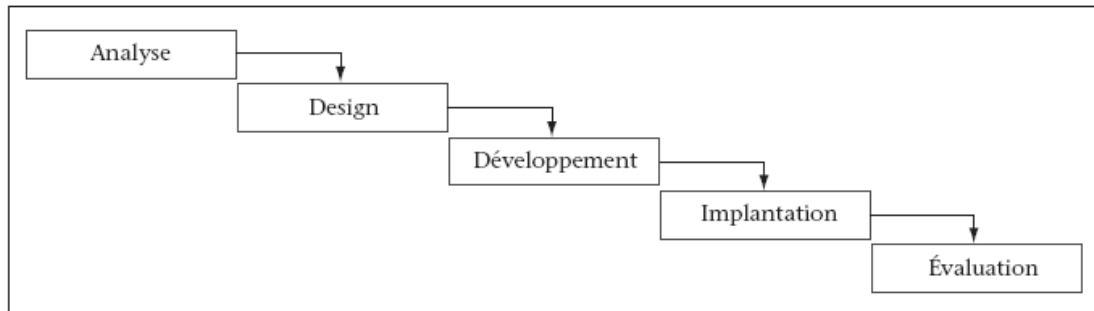 Analyse
Design
Développement
Implantation
Évaluation